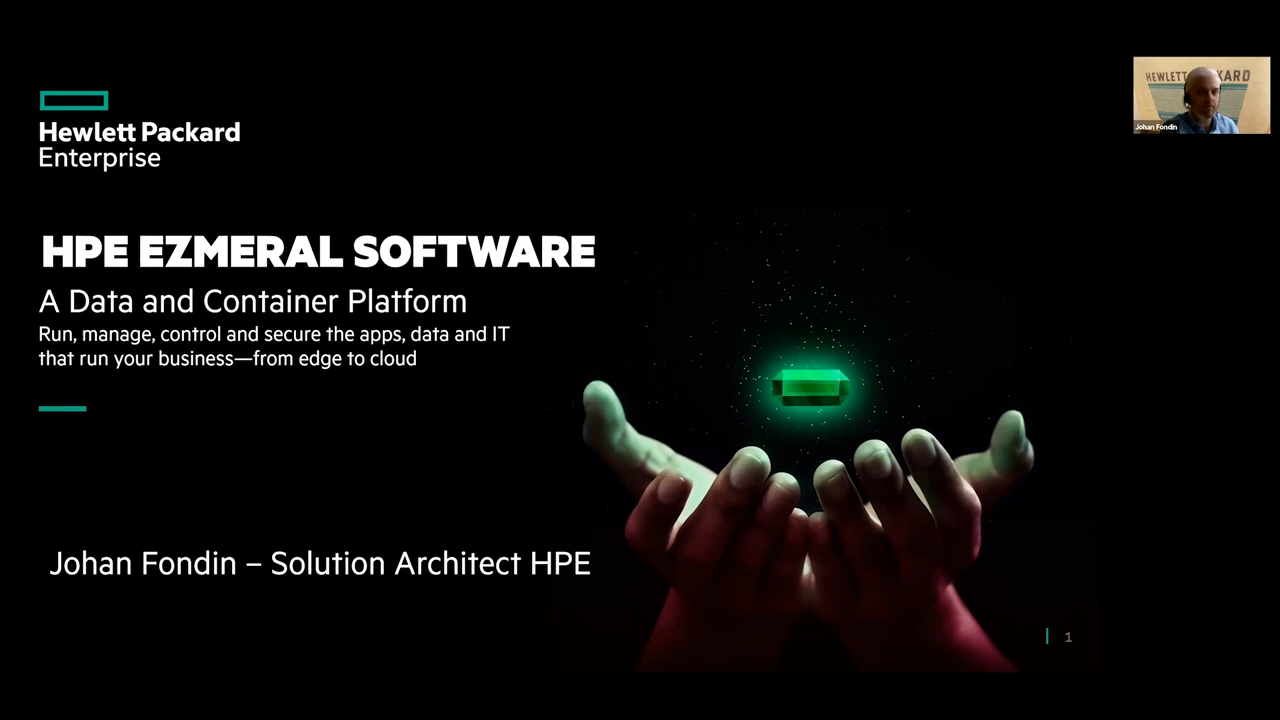 Hewlett Packard
Enterprise
HPE EZMERAL SOFTWARE
A Data and Container Platform
Run, manage, control and secure the apps, data and IT
that run your business—from edge to cloud
Johan Fondin – Solution Architect HPE
1
HEWLETT PACKARD
Johan Fondin